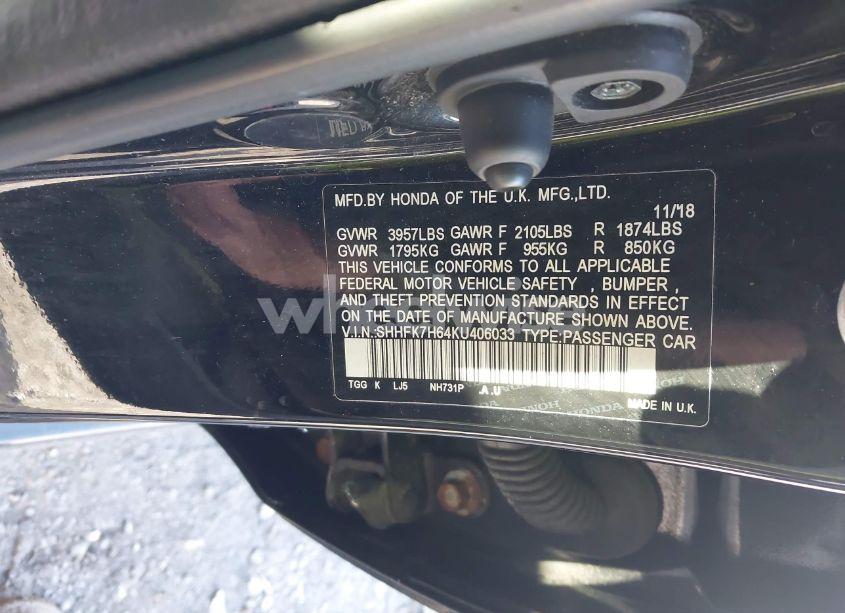 MFD.BY HONDA OF THE U.K. MFG.,LTD.
11/18
GVWR 3957LBS GAWR F 2105LBS R 1874LBS
GVWR 1795KG GAWR F 955KG R 850KG
THIS VEHICLE CONFORMS TO ALL APPLICABLE
FEDERAL MOTOR VEHICLE SAFETY , BUMPER ,
AND THEFT PREVENTION STANDARDS IN EFFECT
ON THE DATE OF MANUFACTURE SHOWN ABOVE.
V.I.N.:SHHFK7H64KU406033 TYPE:PASSENGER CAR
TGG K LJ5 NH731P A.U
HONDA HONDA
MADE IN U.K.